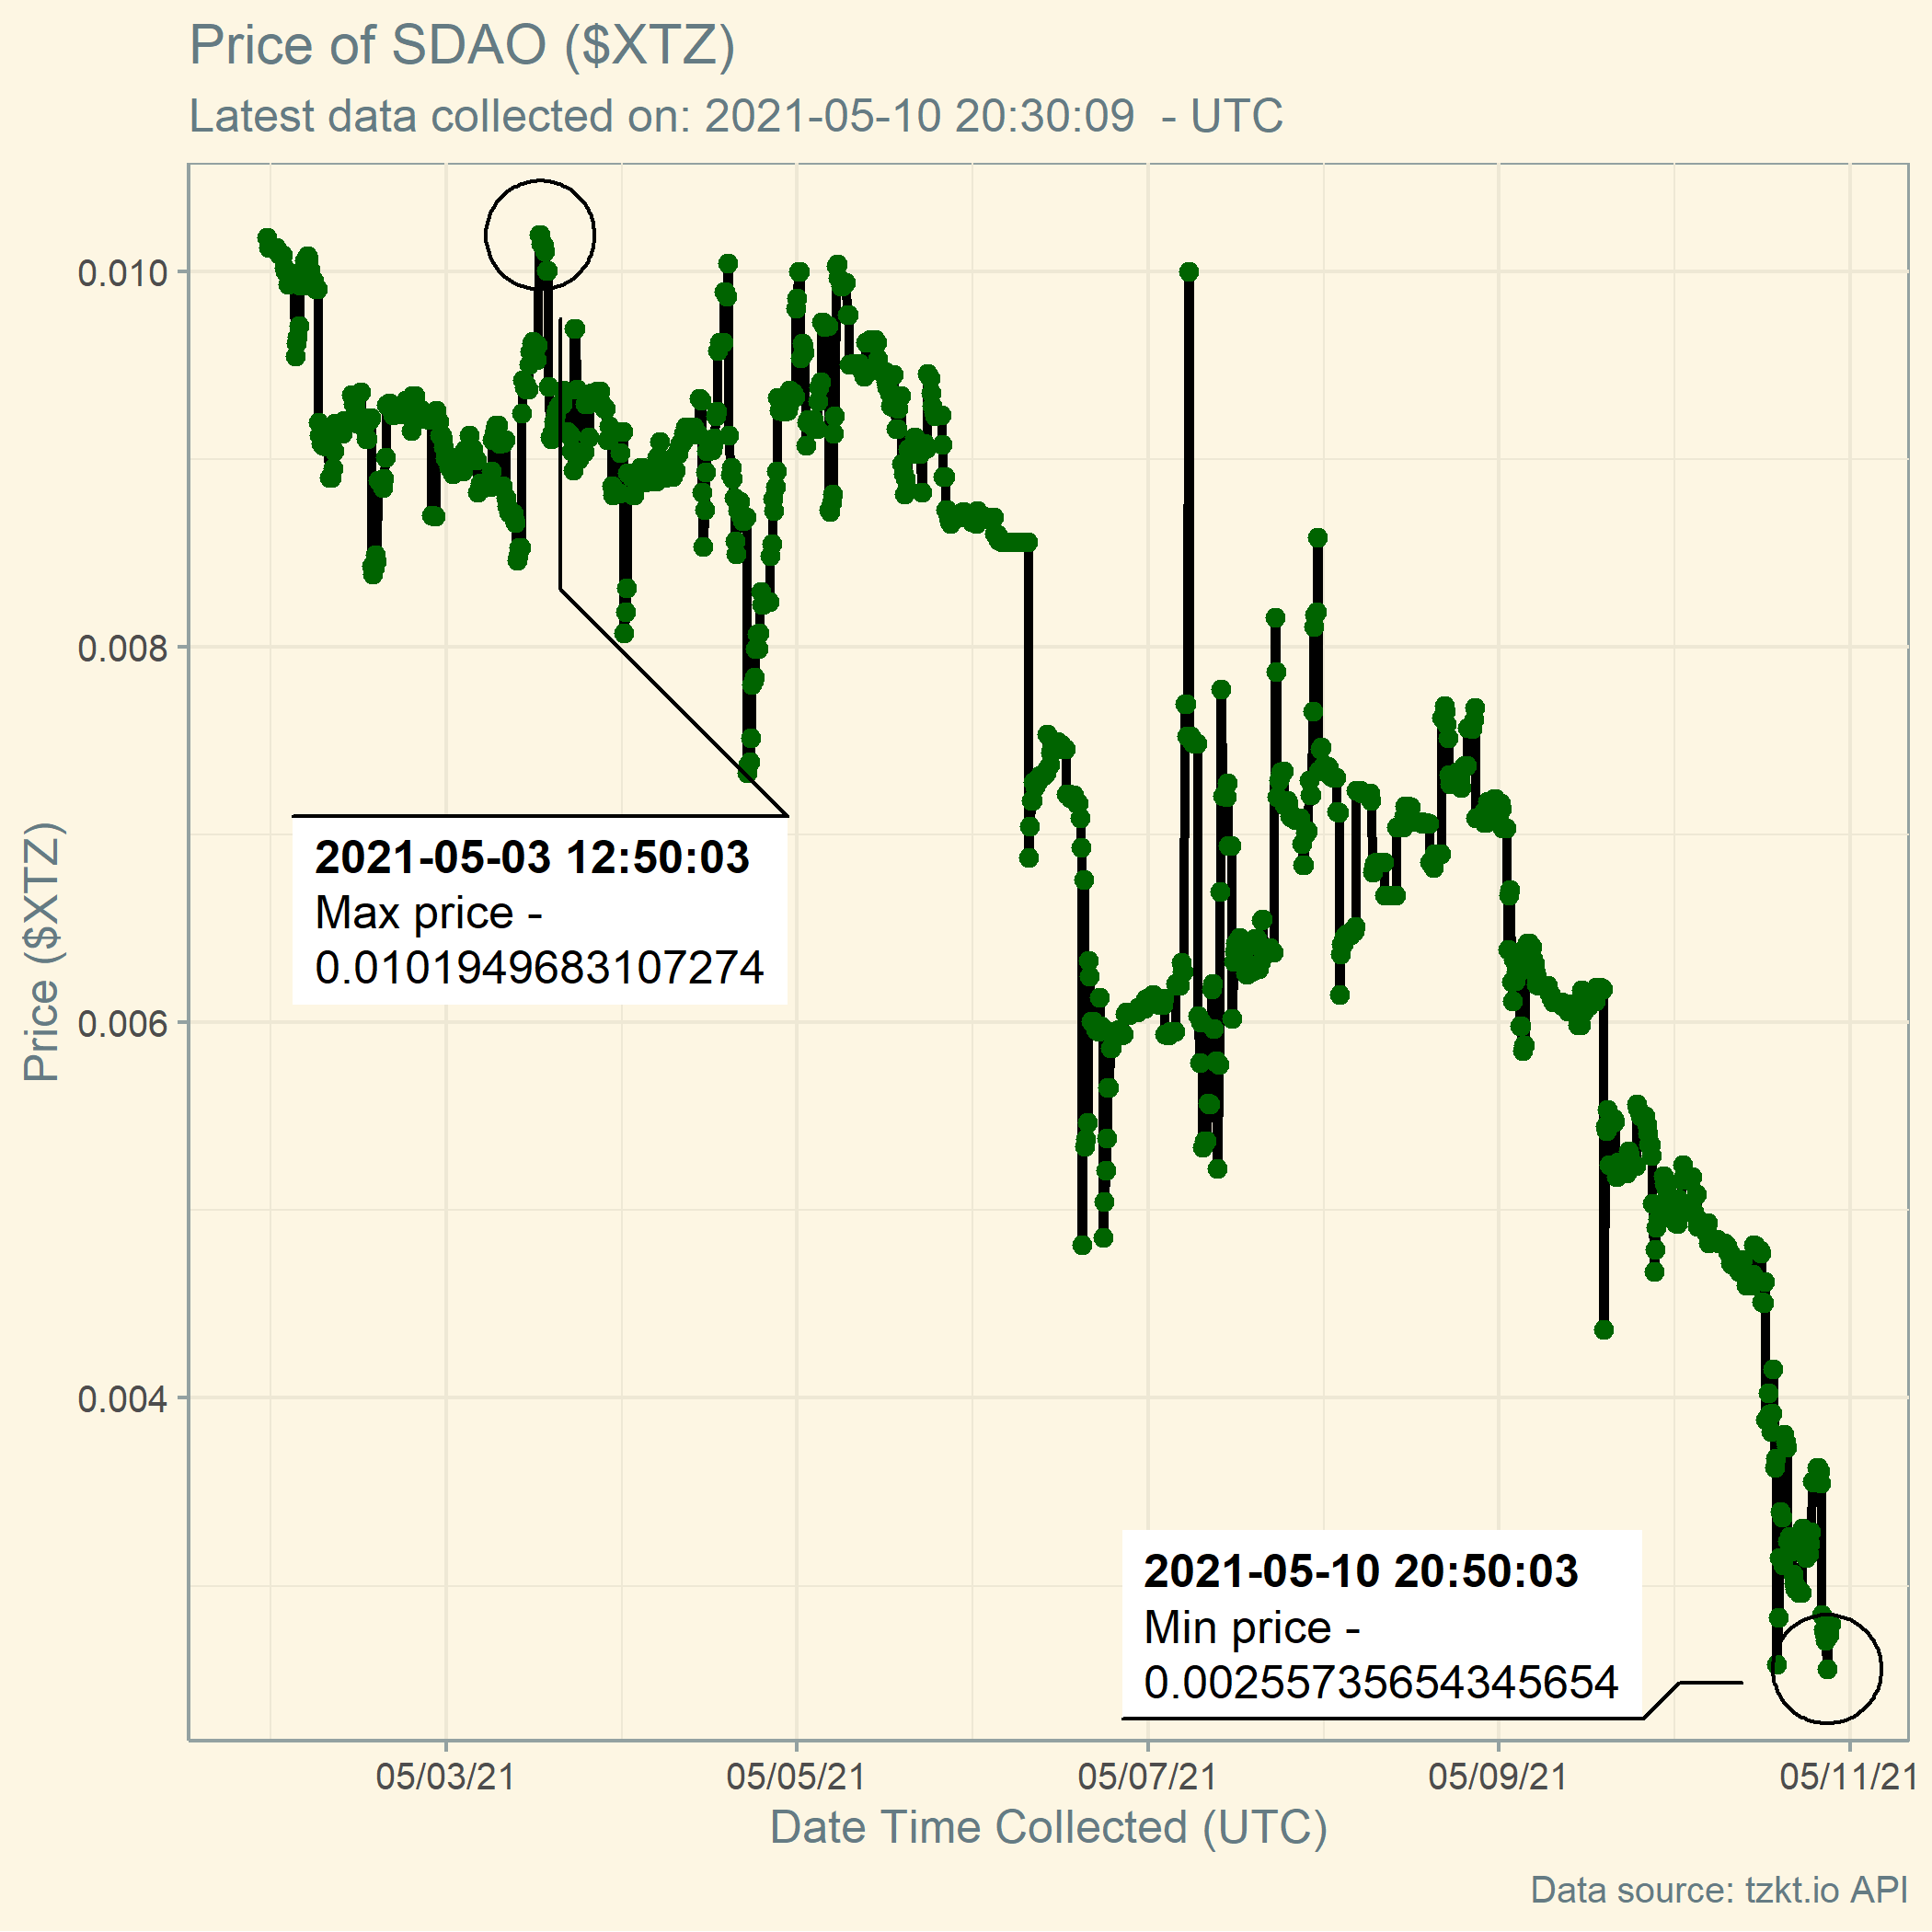 Price of SDAO ($XTZ)
Latest data collected on: 2021-05-10 20:30:09  - UTC
Price ($XTZ)
0.010
0.008
0.006
0.004
2021-05-03 12:50:03
Max price -
0.0101949683107274
2021-05-10 20:50:03
Min price -
0.00255735654345654
05/03/21
05/05/21
05/07/21
05/09/21
05/11/21
Date Time Collected (UTC)
Data source: tzkt.io API